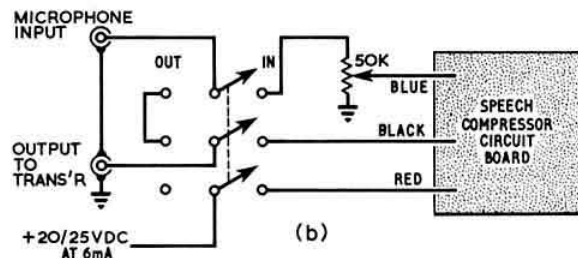 MICROPHONE
INPUT
OUT
IN
50K
BLUE
SPEECH
COMPRESSOR
CIRCUIT
BOARD
BLACK
OUTPUT
TO
TRANS'R
RED
+20/25VDC
AT 6mA
(b)